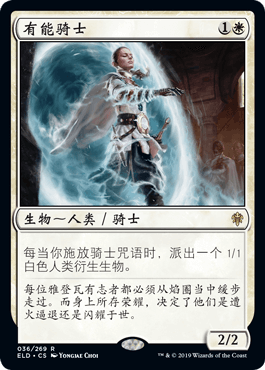 有能骑士 1
生物～人类 / 骑士
每当你施放骑士咒语时，派出一个 1/1
白色人类衍生生物。
每位雅登瓦有志者都必须从焰圈当中缓步
走过。而身上所存荣耀，决定了他们是遭
火逼退还是闪耀于世。
2/2
036/269 R
ELD • CS YONGJAE CHOI
™ & © 2019 Wizards of the Coast